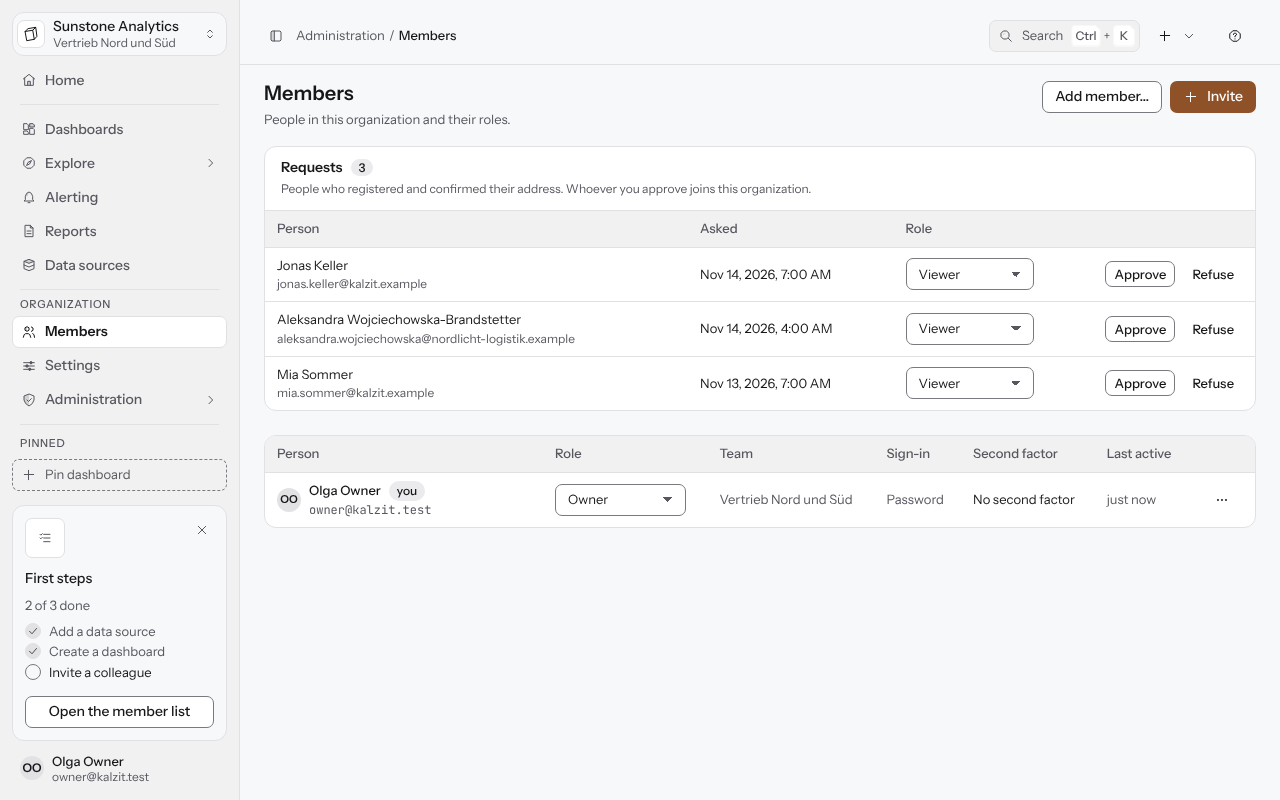 Sunstone Analytics
Vertrieb Nord und Süd
Home
Dashboards
Explore
Alerting
Reports
Data sources
ORGANIZATION
Members
Settings
Administration
PINNED
Pin dashboard
First steps
2 of 3 done
Add a data source
Create a dashboard
Invite a colleague
Open the member list
OO Olga Owner
owner@kalzit.test
Administration / Members
Search Ctrl + K
Members
People in this organization and their roles.
Add member...
Invite
Requests 3
People who registered and confirmed their address. Whoever you approve joins this organization.
Person Asked Role
Jonas Keller
jonas.keller@kalzit.example
Nov 14, 2026, 7:00 AM Viewer Approve Refuse
Aleksandra Wojciechowska-Brandstetter
aleksandra.wojciechowska@nordlicht-logistik.example
Nov 14, 2026, 4:00 AM Viewer Approve Refuse
Mia Sommer
mia.sommer@kalzit.example
Nov 13, 2026, 7:00 AM Viewer Approve Refuse
Person Role Team Sign-in Second factor Last active
OO Olga Owner you
owner@kalzit.test
Owner Vertrieb Nord und Süd Password No second factor just now